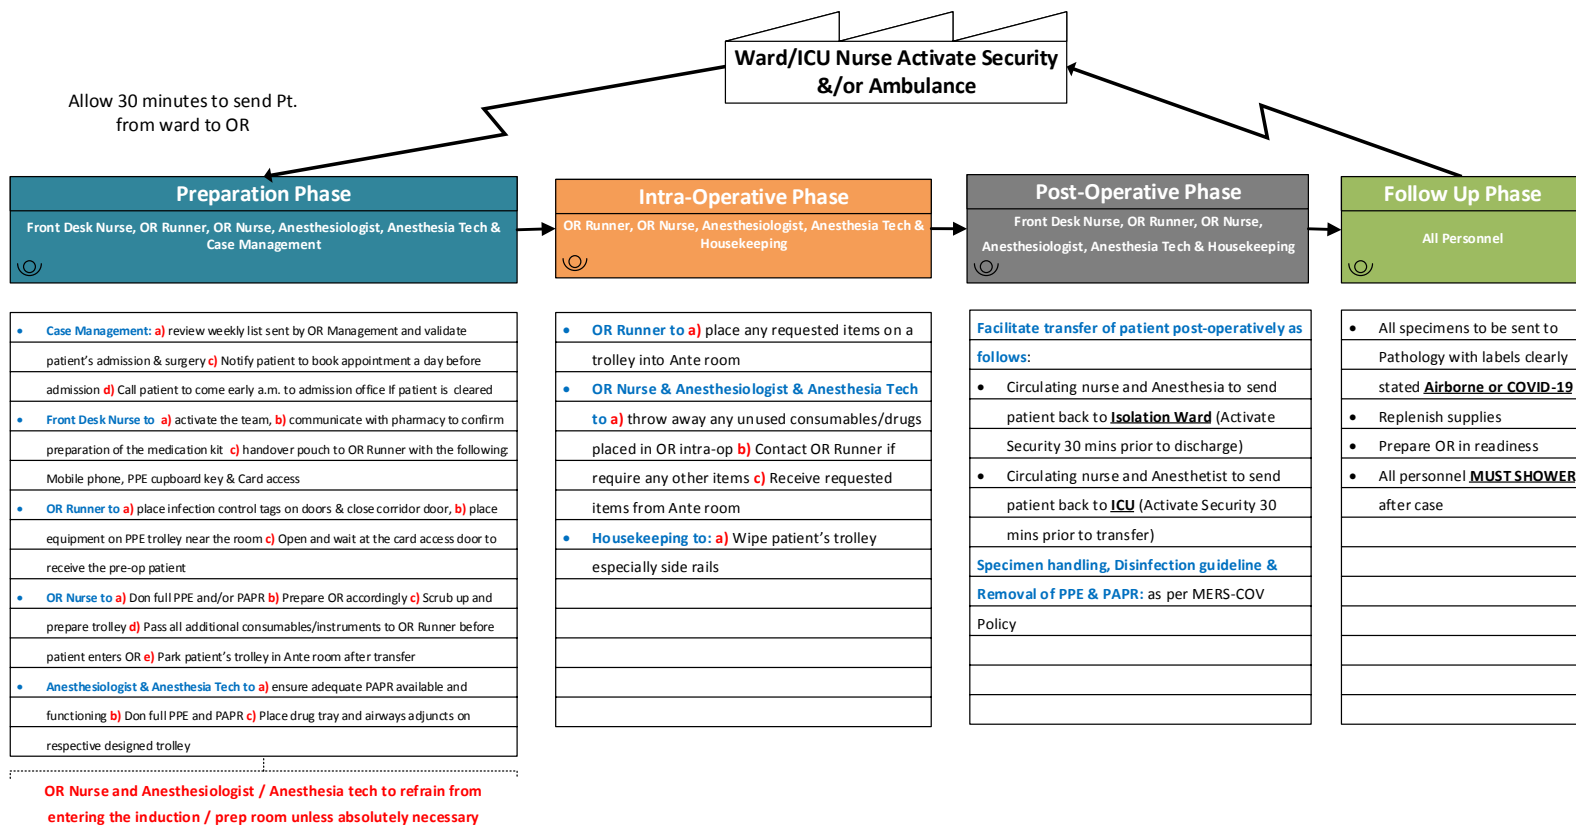 Ward/ICU Nurse Activate Security
&/or Ambulance
Allow 30 minutes to send Pt.
from ward to OR
Preparation Phase
Front Desk Nurse, OR Runner, OR Nurse, Anesthesiologist, Anesthesia Tech &
Case Management
• Case Management: a) review weekly list sent by OR Management and validate
patient's admission & surgery c) Notify patient to book appointment a day before
admission d) Call patient to come early a.m. to admission office If patient is cleared
• Front Desk Nurse to a) activate the team, b) communicate with pharmacy to confirm
preparation of the medication kit c) handover pouch to OR Runner with the following:
Mobile phone, PPE cupboard key & Card access
• OR Runner to a) place infection control tags on doors & close corridor door, b) place
equipment on PPE trolley near the room c) Open and wait at the card access door to
receive the pre-op patient
• OR Nurse to a) Don full PPE and/or PAPR b) Prepare OR accordingly c) Scrub up and
prepare trolley d) Pass all additional consumables/instruments to OR Runner before
patient enters OR e) Park patient's trolley in Ante room after transfer
• Anesthesiologist & Anesthesia Tech to a) ensure adequate PAPR available and
functioning b) Don full PPE and PAPR c) Place drug tray and airways adjuncts on
respective designed trolley
OR Nurse and Anesthesiologist / Anesthesia tech to refrain from
entering the induction / prep room unless absolutely necessary
Intra-Operative Phase
OR Runner, OR Nurse, Anesthesiologist, Anesthesia Tech &
Housekeeping
• OR Runner to a) place any requested items on a
trolley into Ante room
• OR Nurse & Anesthesiologist & Anesthesia Tech
to a) throw away any unused consumables/drugs
placed in OR intra-op b) Contact OR Runner if
require any other items c) Receive requested
items from Ante room
• Housekeeping to: a) Wipe patient's trolley
especially side rails
Post-Operative Phase
Front Desk Nurse, OR Runner, OR Nurse,
Anesthesiologist, Anesthesia Tech & Housekeeping
Facilitate transfer of patient post-operatively as
follows:
• Circulating nurse and Anesthesia to send
patient back to Isolation Ward (Activate
Security 30 mins prior to discharge)
• Circulating nurse and Anesthetist to send
patient back to ICU (Activate Security 30
mins prior to transfer)
Specimen handling, Disinfection guideline &
Removal of PPE & PAPR: as per MERS-COV
Policy
Follow Up Phase
All Personnel
• All specimens to be sent to
Pathology with labels clearly
stated Airborne or COVID-19
• Replenish supplies
• Prepare OR in readiness
• All personnel MUST SHOWER
after case